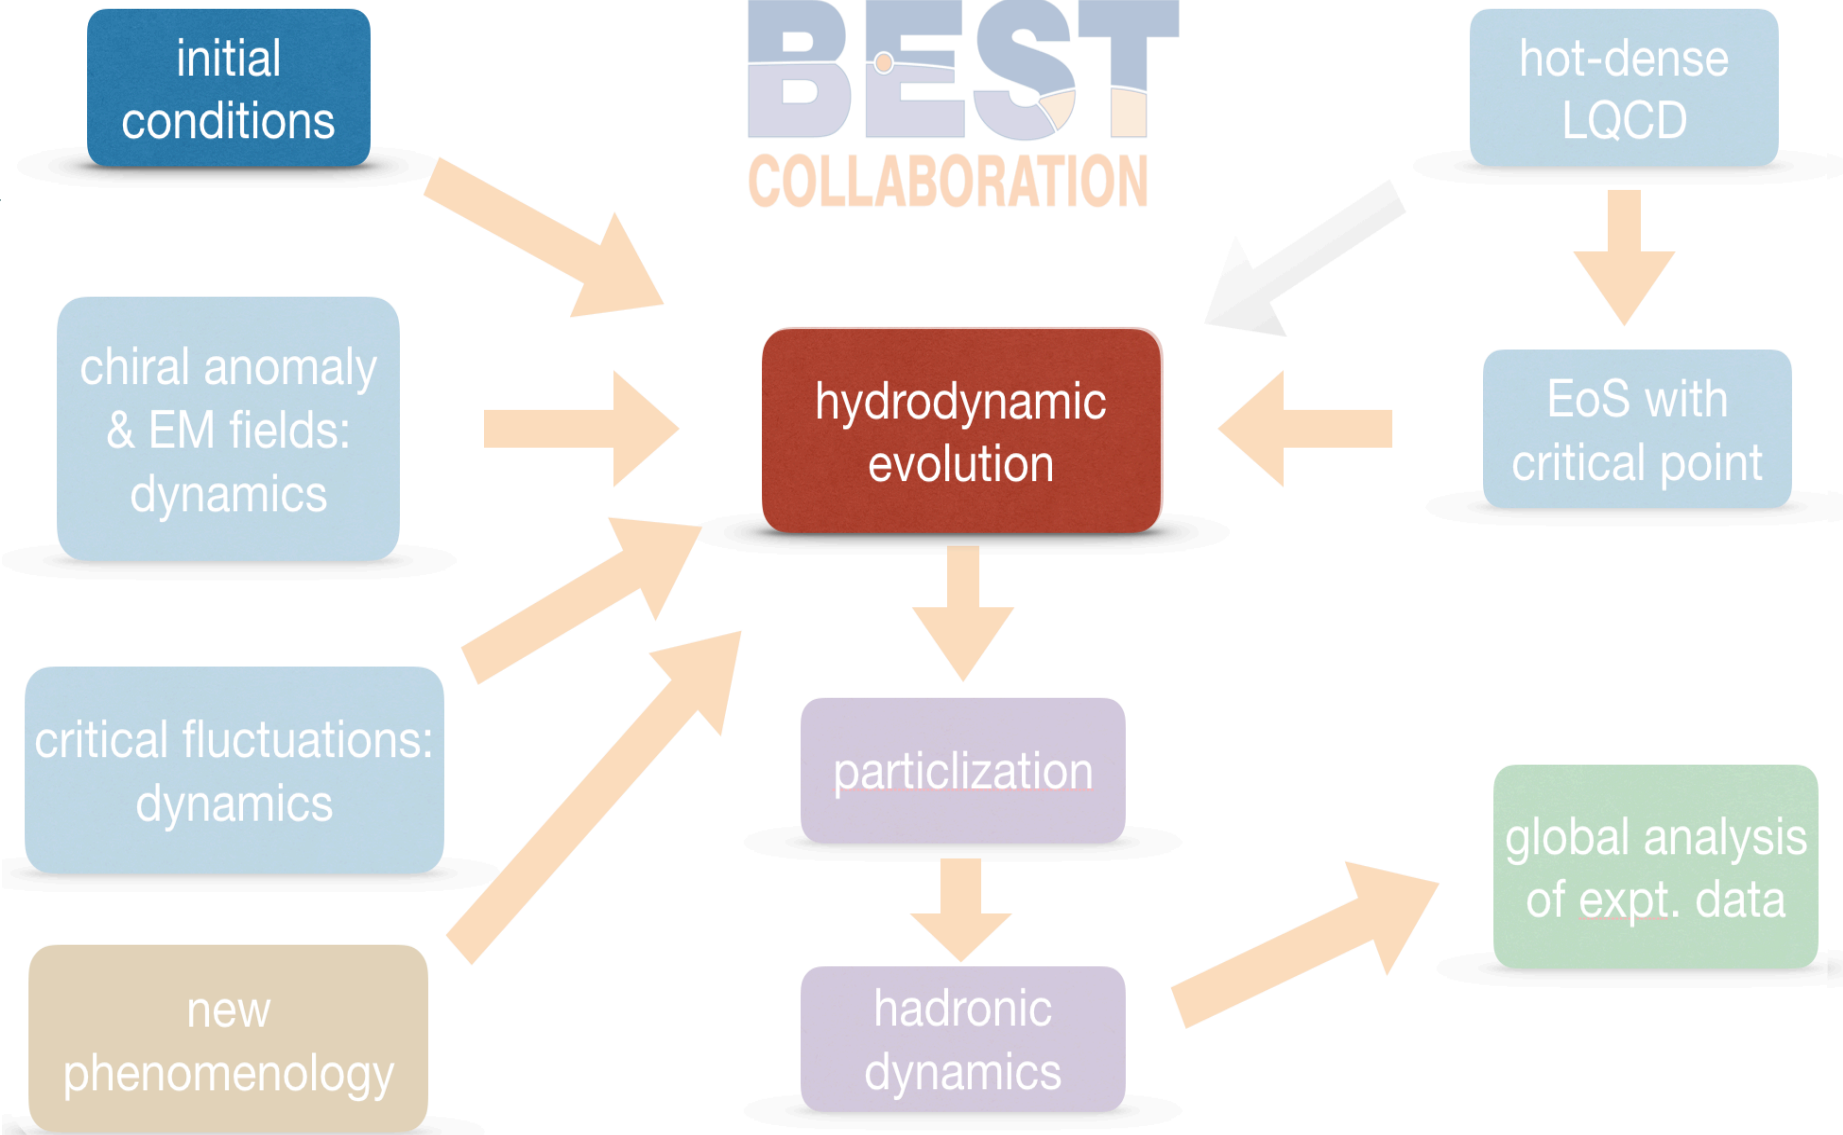 BEST
COLLABORATION
initial
conditions
hot-dense
LQCD
chiral anomaly
& EM fields:
dynamics
hydrodynamic
evolution
EoS with
critical point
critical fluctuations:
dynamics
particlization
global analysis
of expt. data
new
phenomenology
hadronic
dynamics